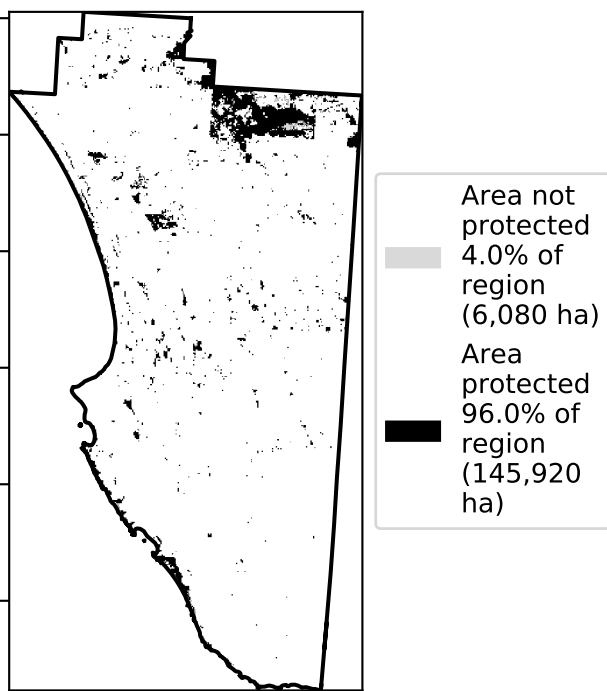 Area not
protected
4.0% of
region
(6,080 ha)
Area
protected
96.0% of
region
(145,920
ha)